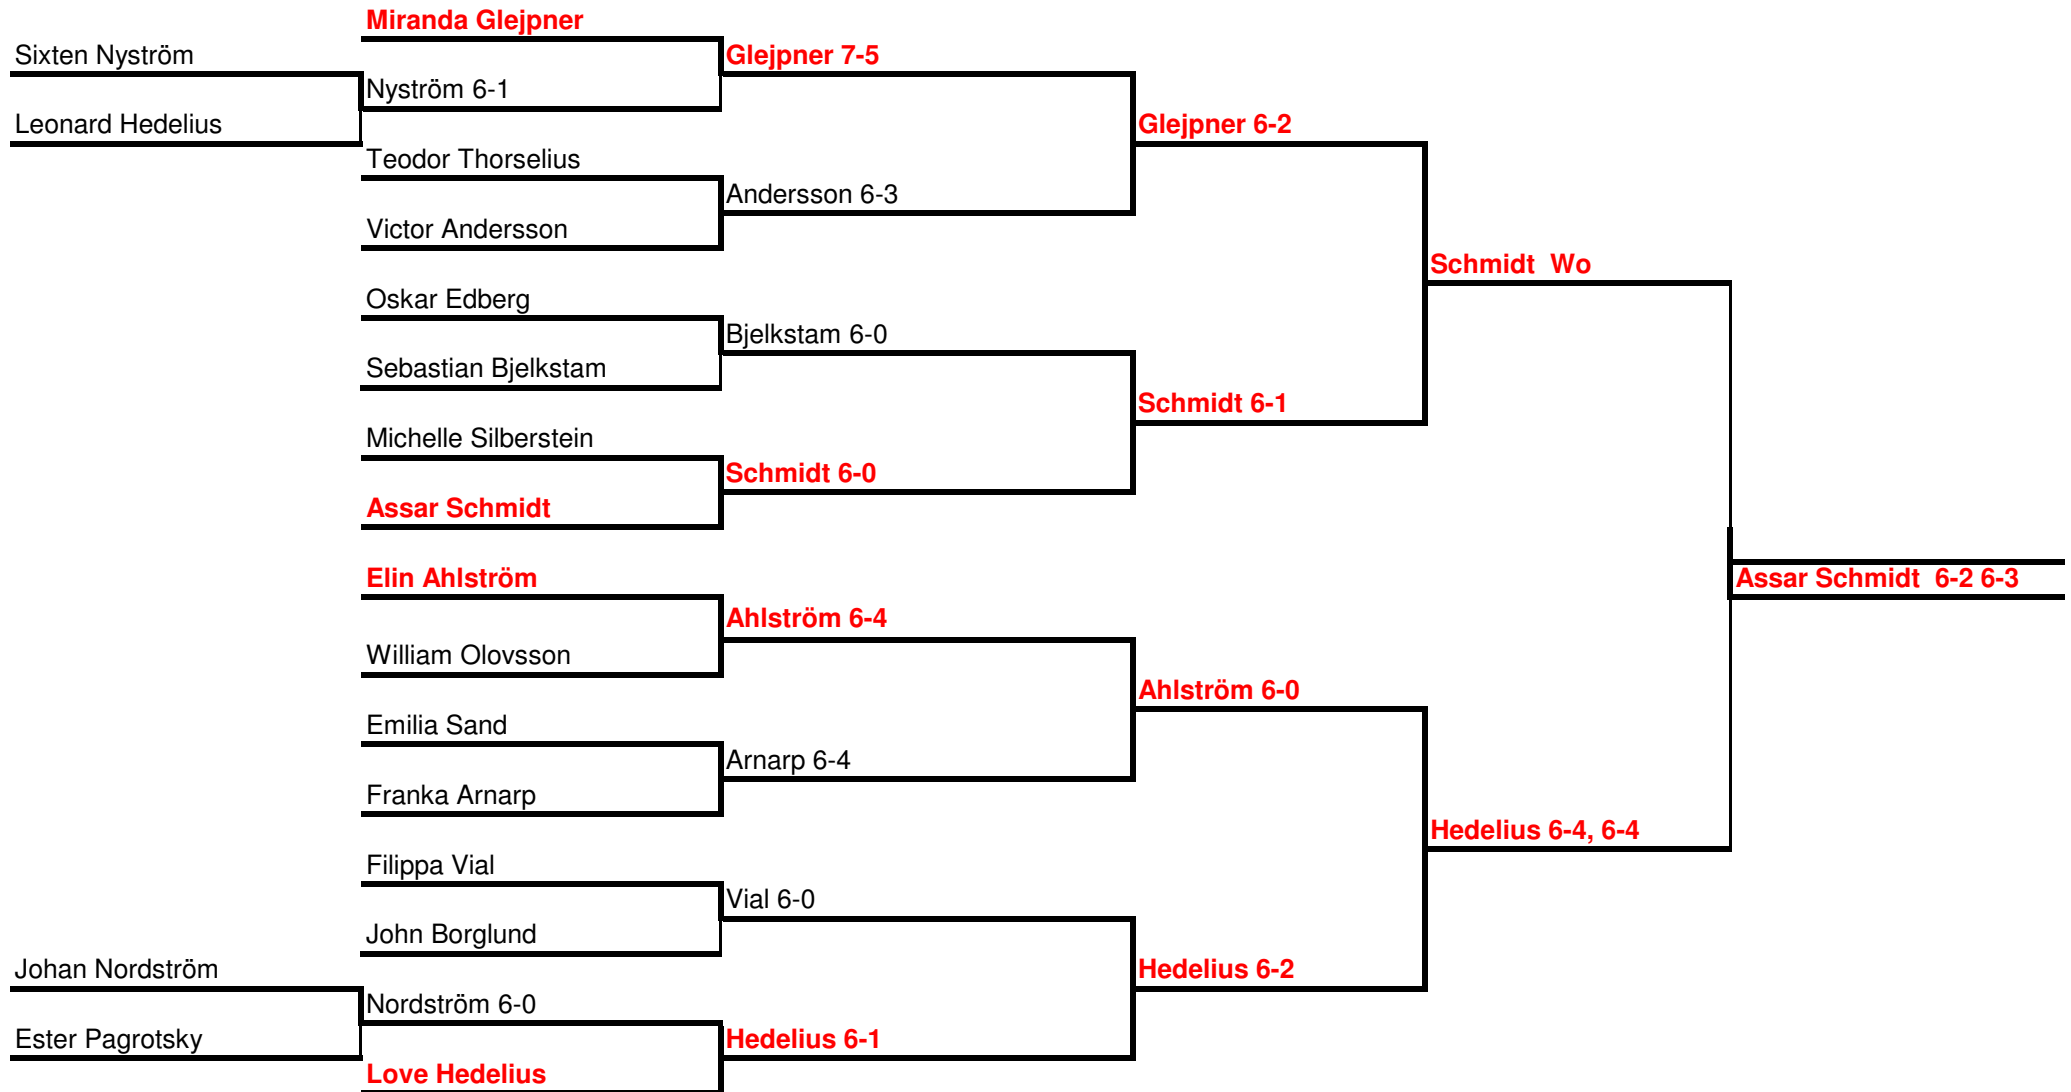 Miranda Glejpner
Sixten Nyström
Glejpner 7-5
Nyström 6-1
Leonard Hedelius
Glejpner 6-2
Teodor Thorselius
Andersson 6-3
Victor Andersson
Schmidt  Wo
Oskar Edberg
Bjelkstam 6-0
Sebastian Bjelkstam
Schmidt 6-1
Michelle Silberstein
Schmidt 6-0
Assar Schmidt
Elin Ahlström
Assar Schmidt  6-2 6-3
Ahlström 6-4
William Olovsson
Ahlström 6-0
Emilia Sand
Arnarp 6-4
Franka Arnarp
Hedelius 6-4, 6-4
Filippa Vial
Vial 6-0
John Borglund
Johan Nordström
Hedelius 6-2
Nordström 6-0
Ester Pagrotsky
Hedelius 6-1
Love Hedelius